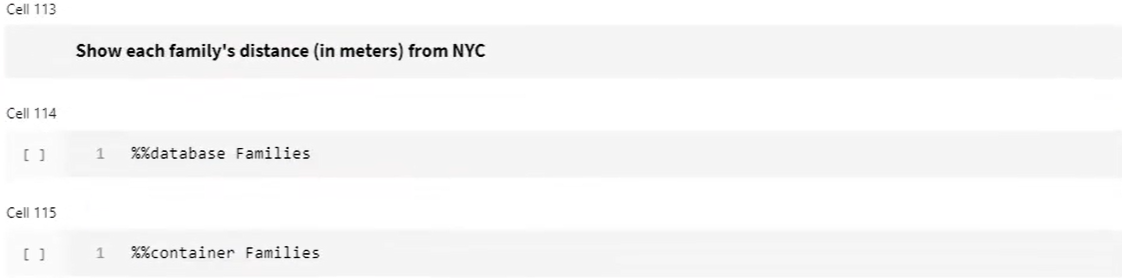 Cell 113
Show each family's distance (in meters) from NYC
Cell 114
[ ] 1 %%database Families
Cell 115
[ ] 1 %%container Families